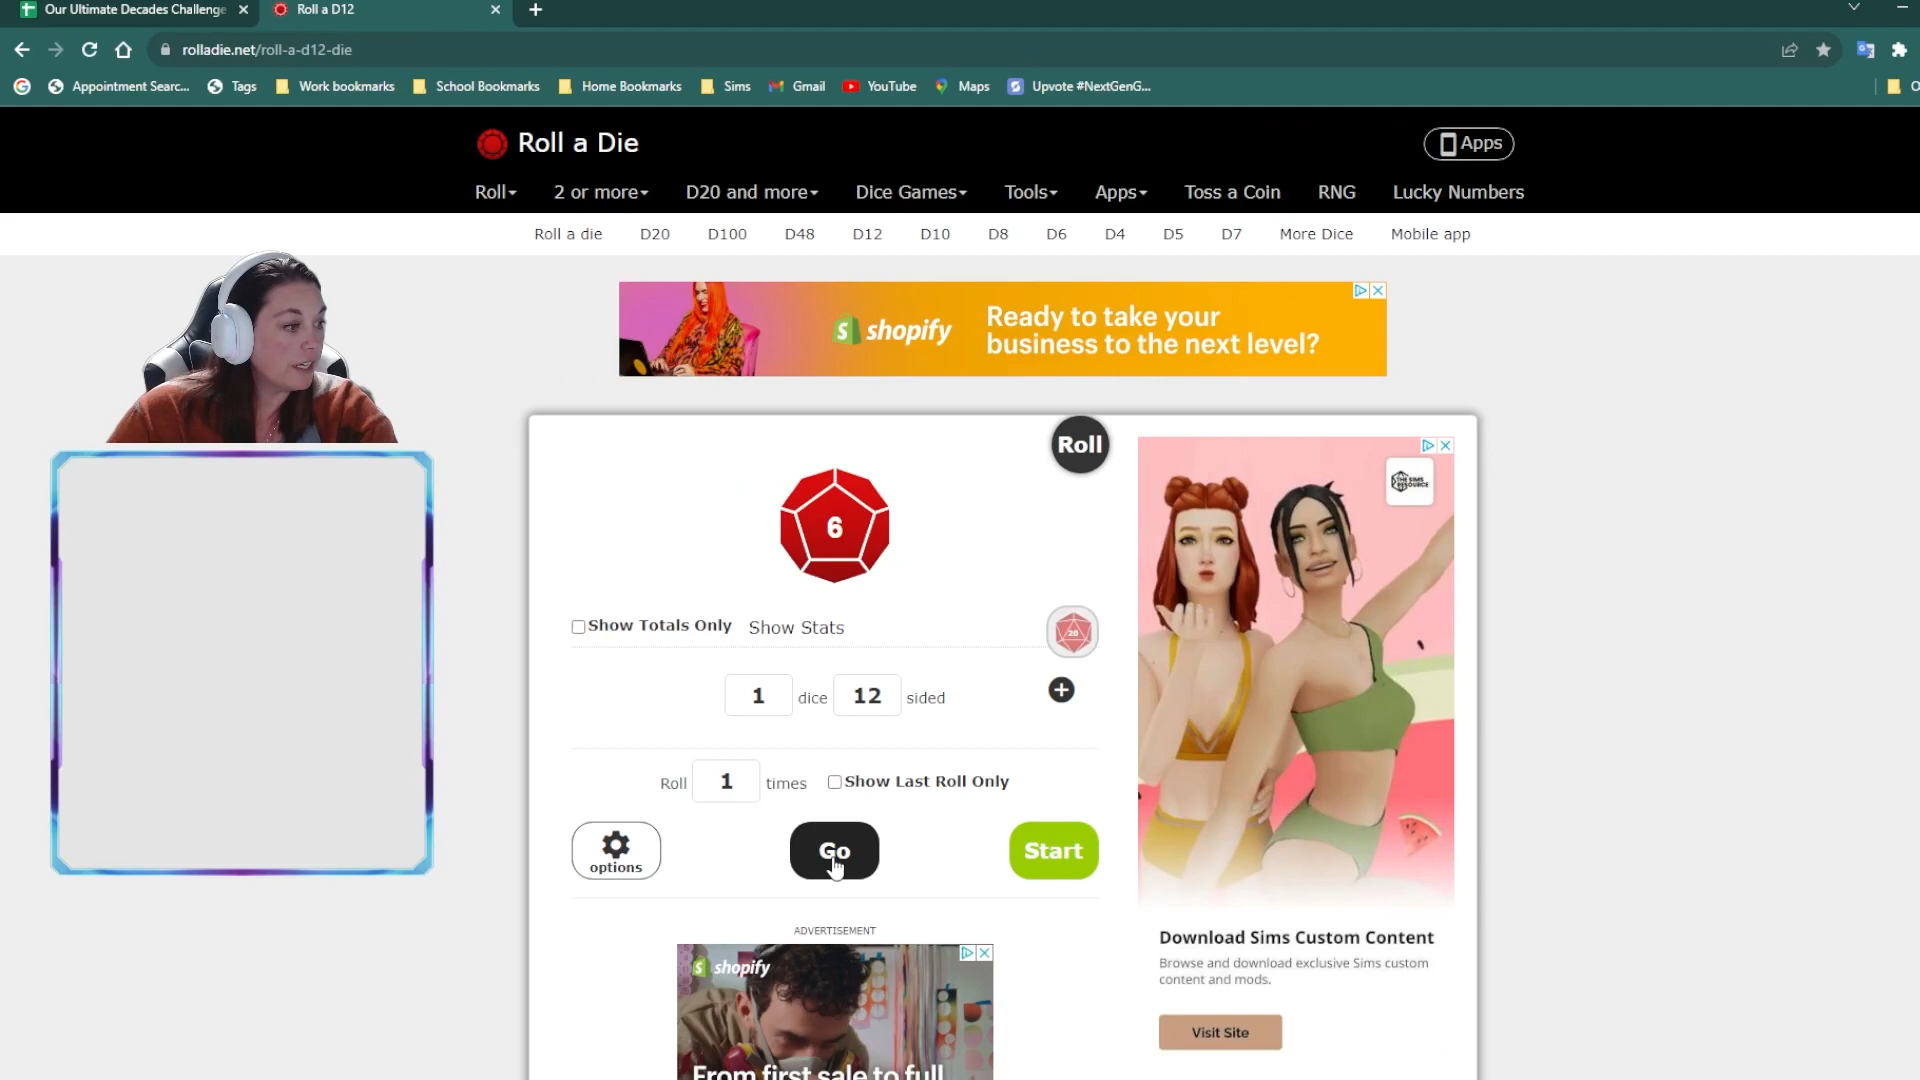 Our Ultimate Decades Challenge
Roll a D12
rolladie.net/roll-a-d12-die
Appointment Searc...
Tags
Work bookmarks
School Bookmarks
Home Bookmarks
Sims
Gmail
YouTube
Maps
Upvote #NextGenG...
O
Roll a Die
Apps
Roll
2 or more
D20 and more
Dice Games
Tools
Apps
Toss a Coin
RNG
Lucky Numbers
Roll a die
D20
D100
D48
D12
D10
D8
D6
D4
D5
D7
More Dice
Mobile app
shopify
Ready to take your
business to the next level?
Roll
THE SIMS
RESOURCE
6
Show Totals Only
Show Stats
20
1 dice 12 sided
Roll 1 times
Show Last Roll Only
options
Go
Start
ADVERTISEMENT
shopify
From first sale to full
Download Sims Custom Content
Browse and download exclusive Sims custom
content and mods.
Visit Site